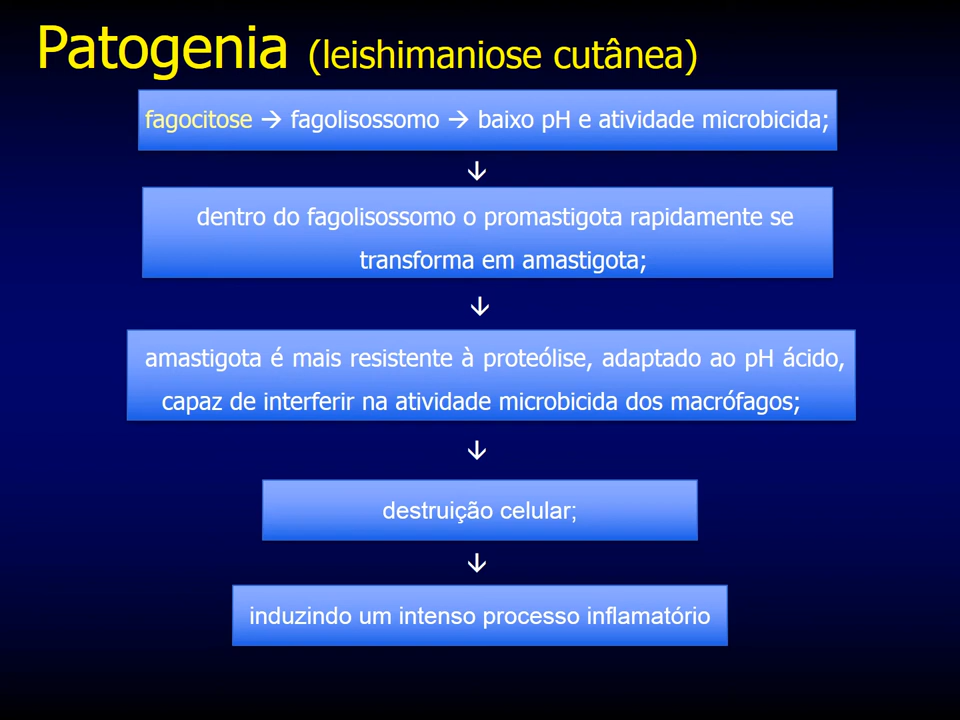 Patogenia (leishimaniose cutânea)
fagocitose → fagolisossomo → baixo pH e atividade microbicida;
↓
dentro do fagolisossomo o promastigota rapidamente se
transforma em amastigota;
↓
amastigota é mais resistente à proteólise, adaptado ao pH ácido,
capaz de interferir na atividade microbicida dos macrófagos;
↓
destruição celular;
↓
induzindo um intenso processo inflamatório